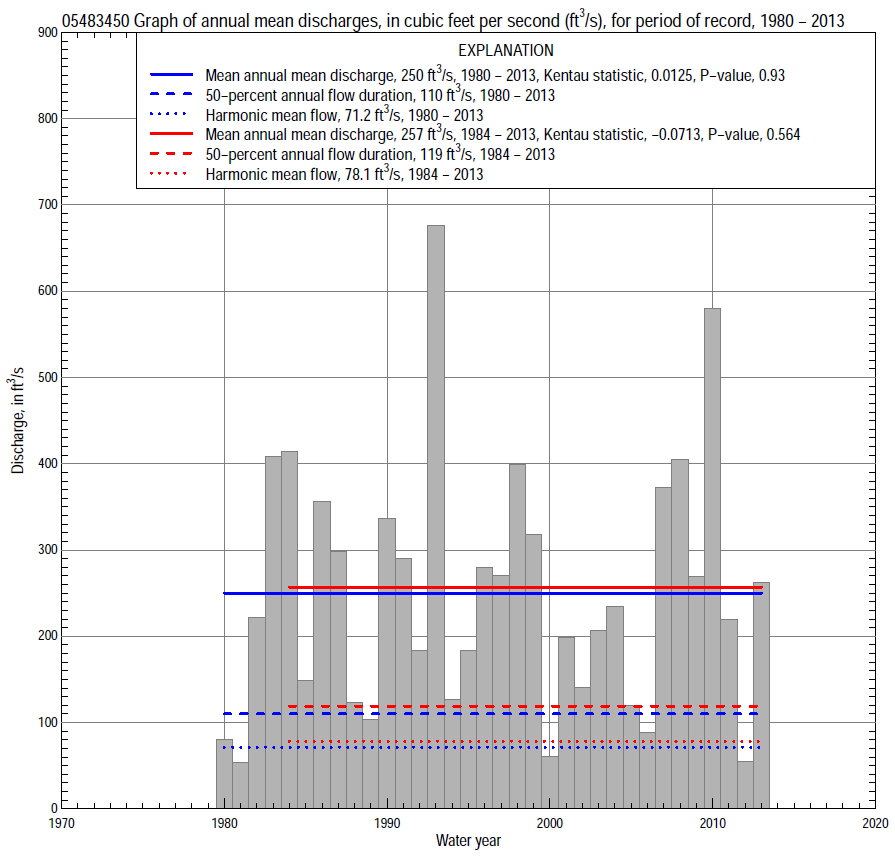 05483450 Graph of annual mean discharges, in cubic feet per second (ft³/s), for period of record, 1980 – 2013
EXPLANATION
Mean annual mean discharge, 250 ft³/s, 1980 – 2013, Kentau statistic, 0.0125, P–value, 0.93
50–percent annual flow duration, 110 ft³/s, 1980 – 2013
Harmonic mean flow, 71.2 ft³/s, 1980 – 2013
Mean annual mean discharge, 257 ft³/s, 1984 – 2013, Kentau statistic, –0.0713, P–value, 0.564
50–percent annual flow duration, 119 ft³/s, 1984 – 2013
Harmonic mean flow, 78.1 ft³/s, 1984 – 2013
900
800
700
600
500
400
300
200
100
0
Discharge, in ft³/s
1970 1980 1990 2000 2010 2020
Water year